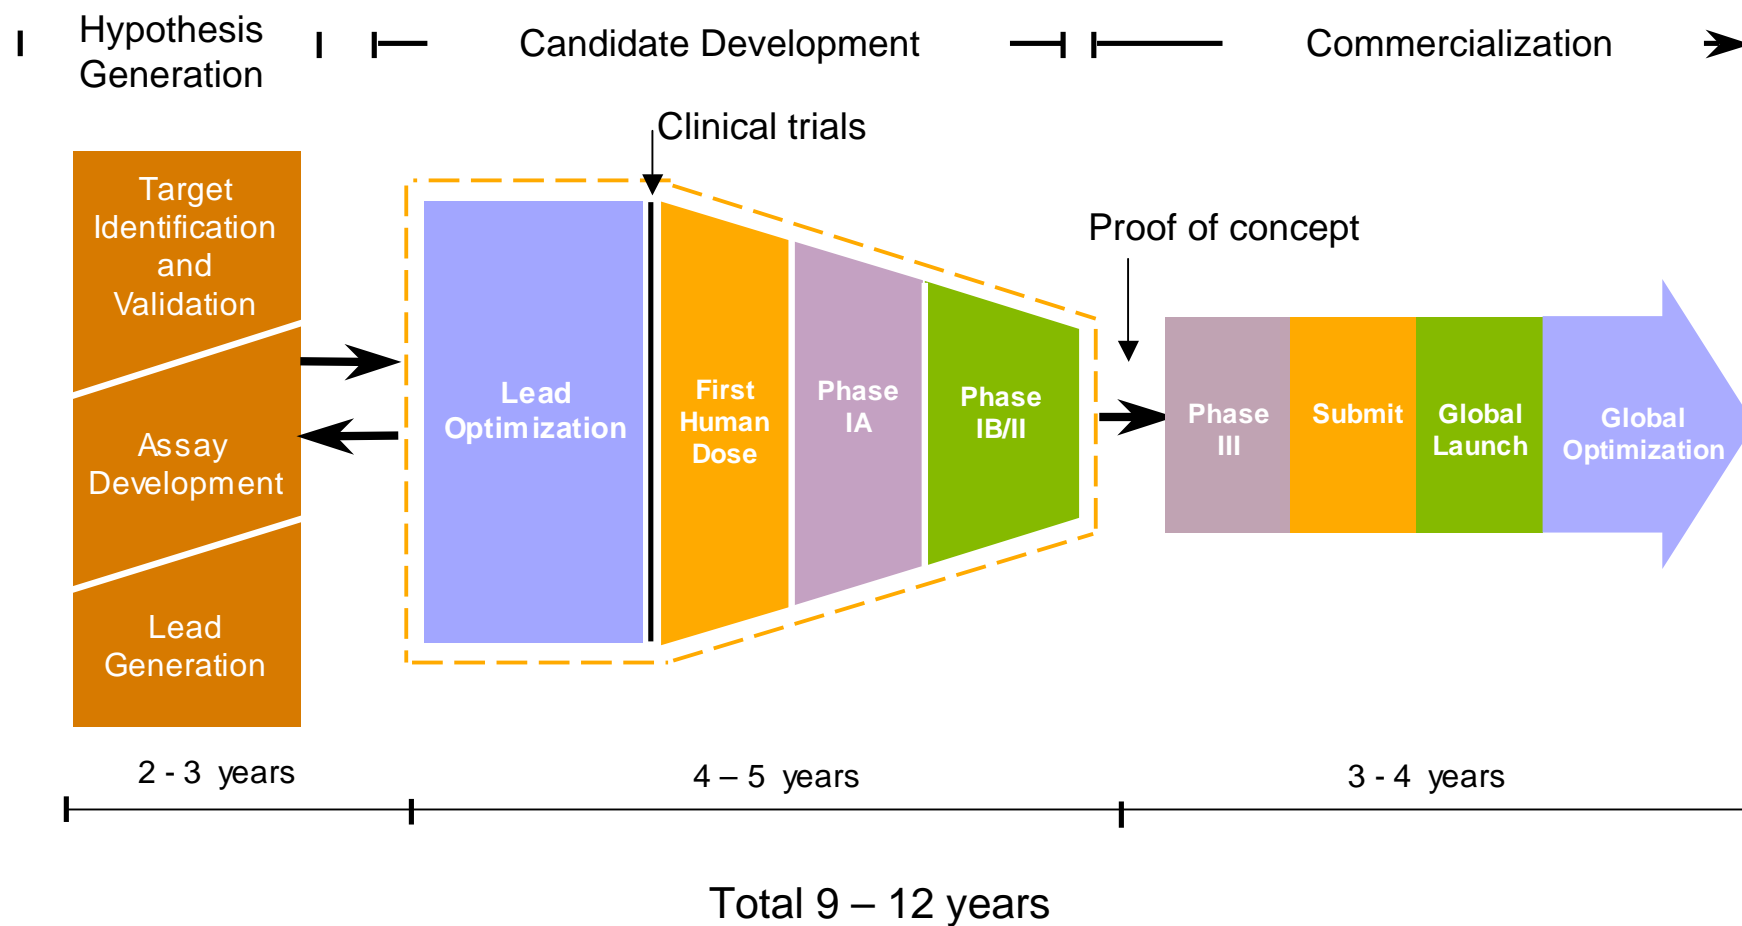 Hypothesis
Generation
Candidate Development
Commercialization
Clinical trials
Target
Identification
and
Validation
Assay
Development
Lead
Generation
Lead
Optimization
First
Human
Dose
Phase
IA
Phase
IB/II
Proof of concept
Phase
III
Submit
Global
Launch
Global
Optimization
2 - 3 years
4 – 5 years
3 - 4 years
Total 9 – 12 years